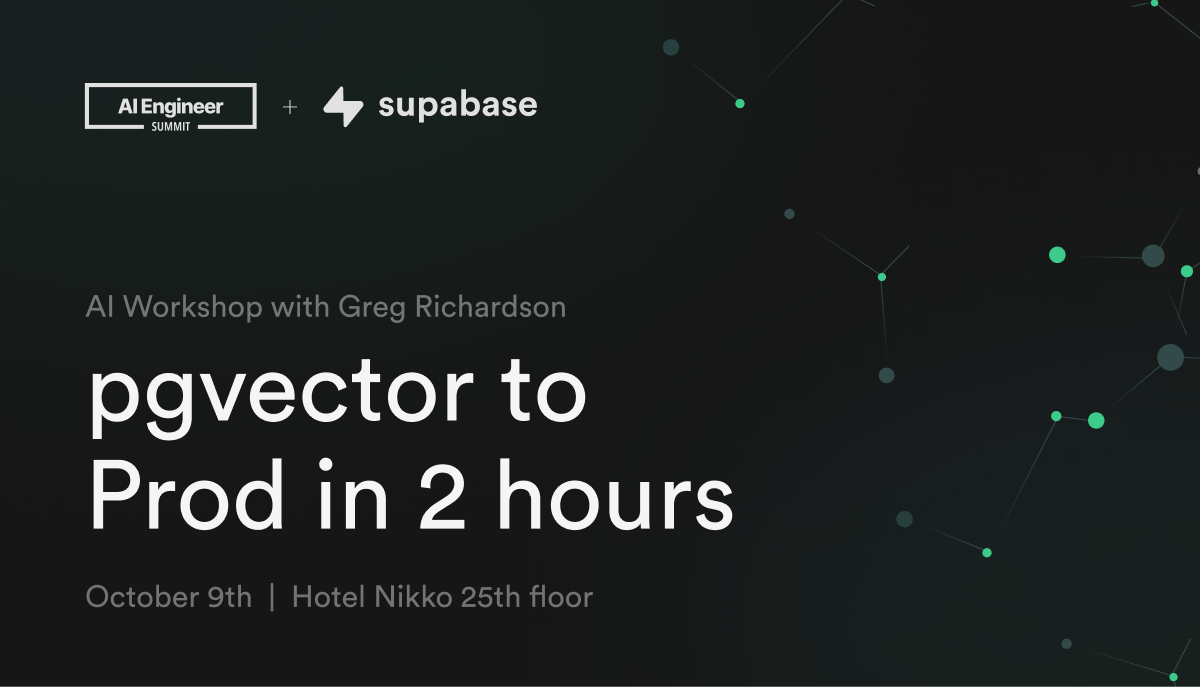 AI Engineer
SUMMIT
+
supabase
AI Workshop with Greg Richardson
pgvector to
Prod in 2 hours
October 9th | Hotel Nikko 25th floor